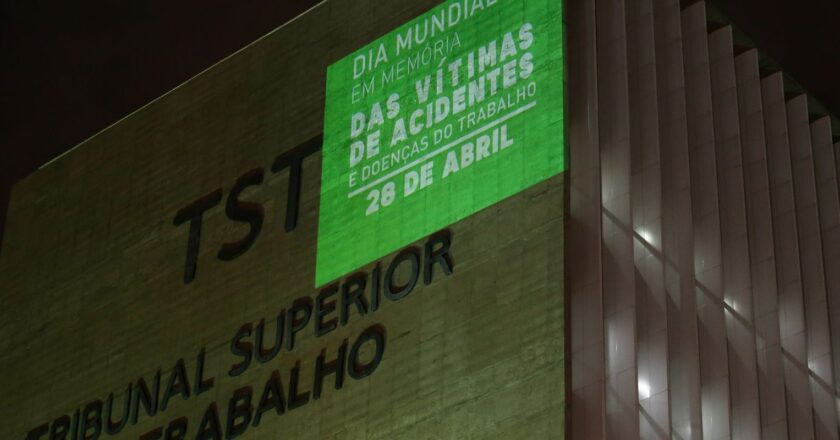 DIA MUNDIAL
EM MEMÓRIA
DAS VÍTIMAS
DE ACIDENTES
E DOENÇAS DO TRABALHO
28 DE ABRIL
TST
TRIBUNAL SUPERIOR
TRABALHO